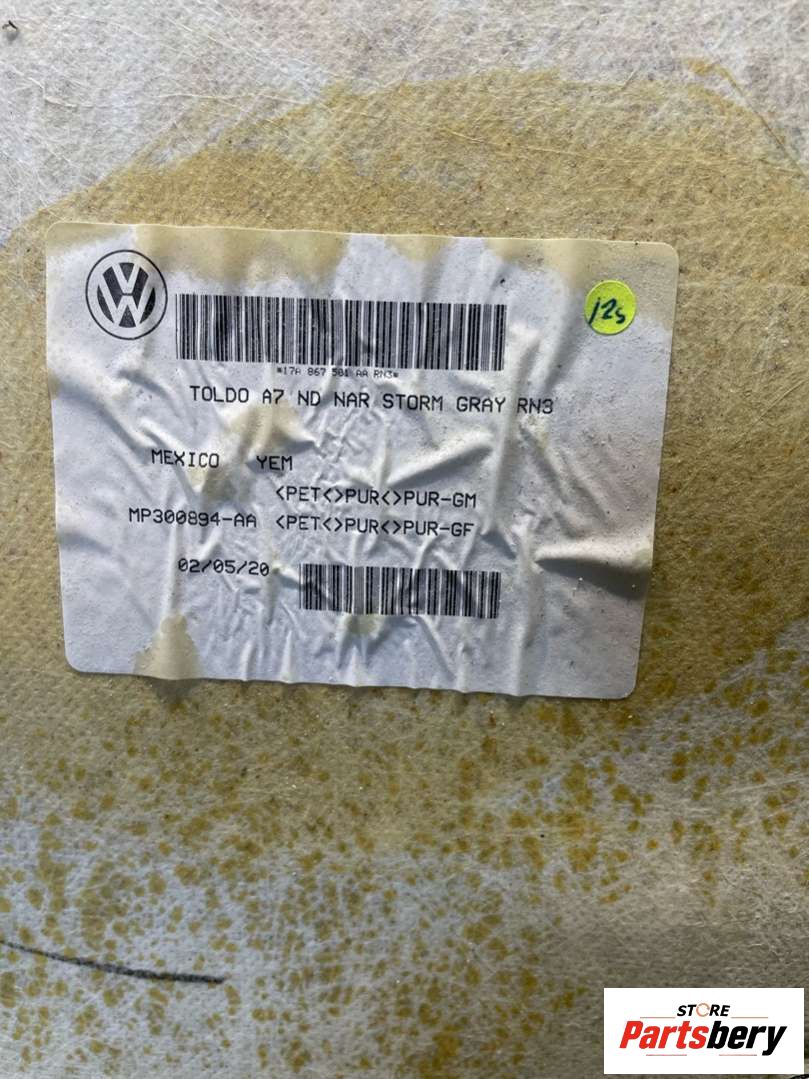 VW
12s
*17A 867 501 AA RN3*
TOLDO A7 ND NAR STORM GRAY RN3
MEXICO YEM
<PET<>PUR<>PUR-GM
MP300894-AA <PET<>PUR<>PUR-GF
02/05/20
STORE
Partsbery